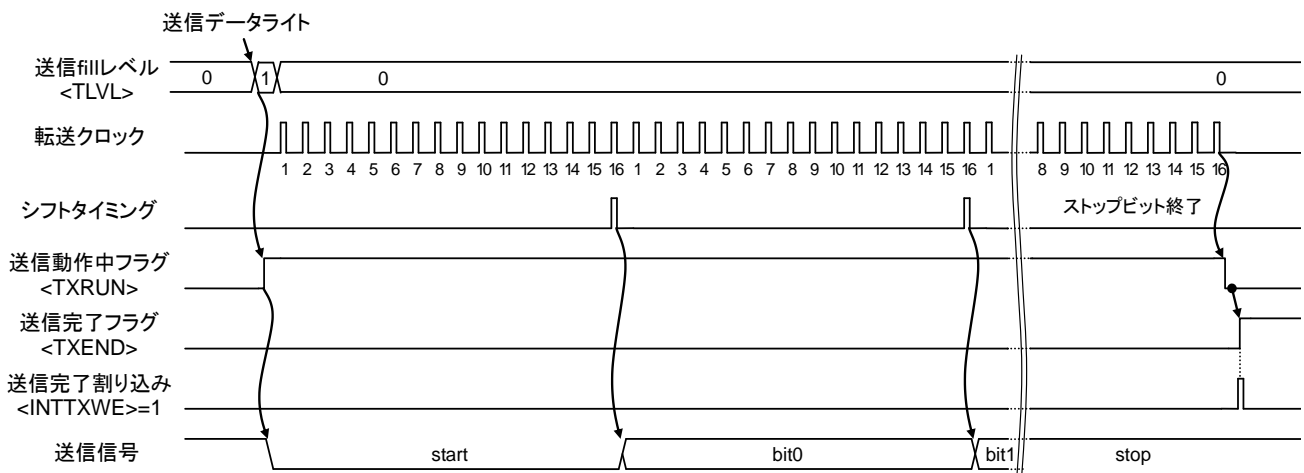 送信データライト
送信fillレベル
<TLVL>
0 1 0 0
転送クロック
1 2 3 4 5 6 7 8 9 10 11 12 13 14 15 16 1 2 3 4 5 6 7 8 9 10 11 12 13 14 15 16 1 8 9 10 11 12 13 14 15 16
シフトタイミング
ストップビット終了
送信動作中フラグ
<TXRUN>
送信完了フラグ
<TXEND>
送信完了割り込み
<INTTXWE>=1
送信信号
start bit0 bit1 stop